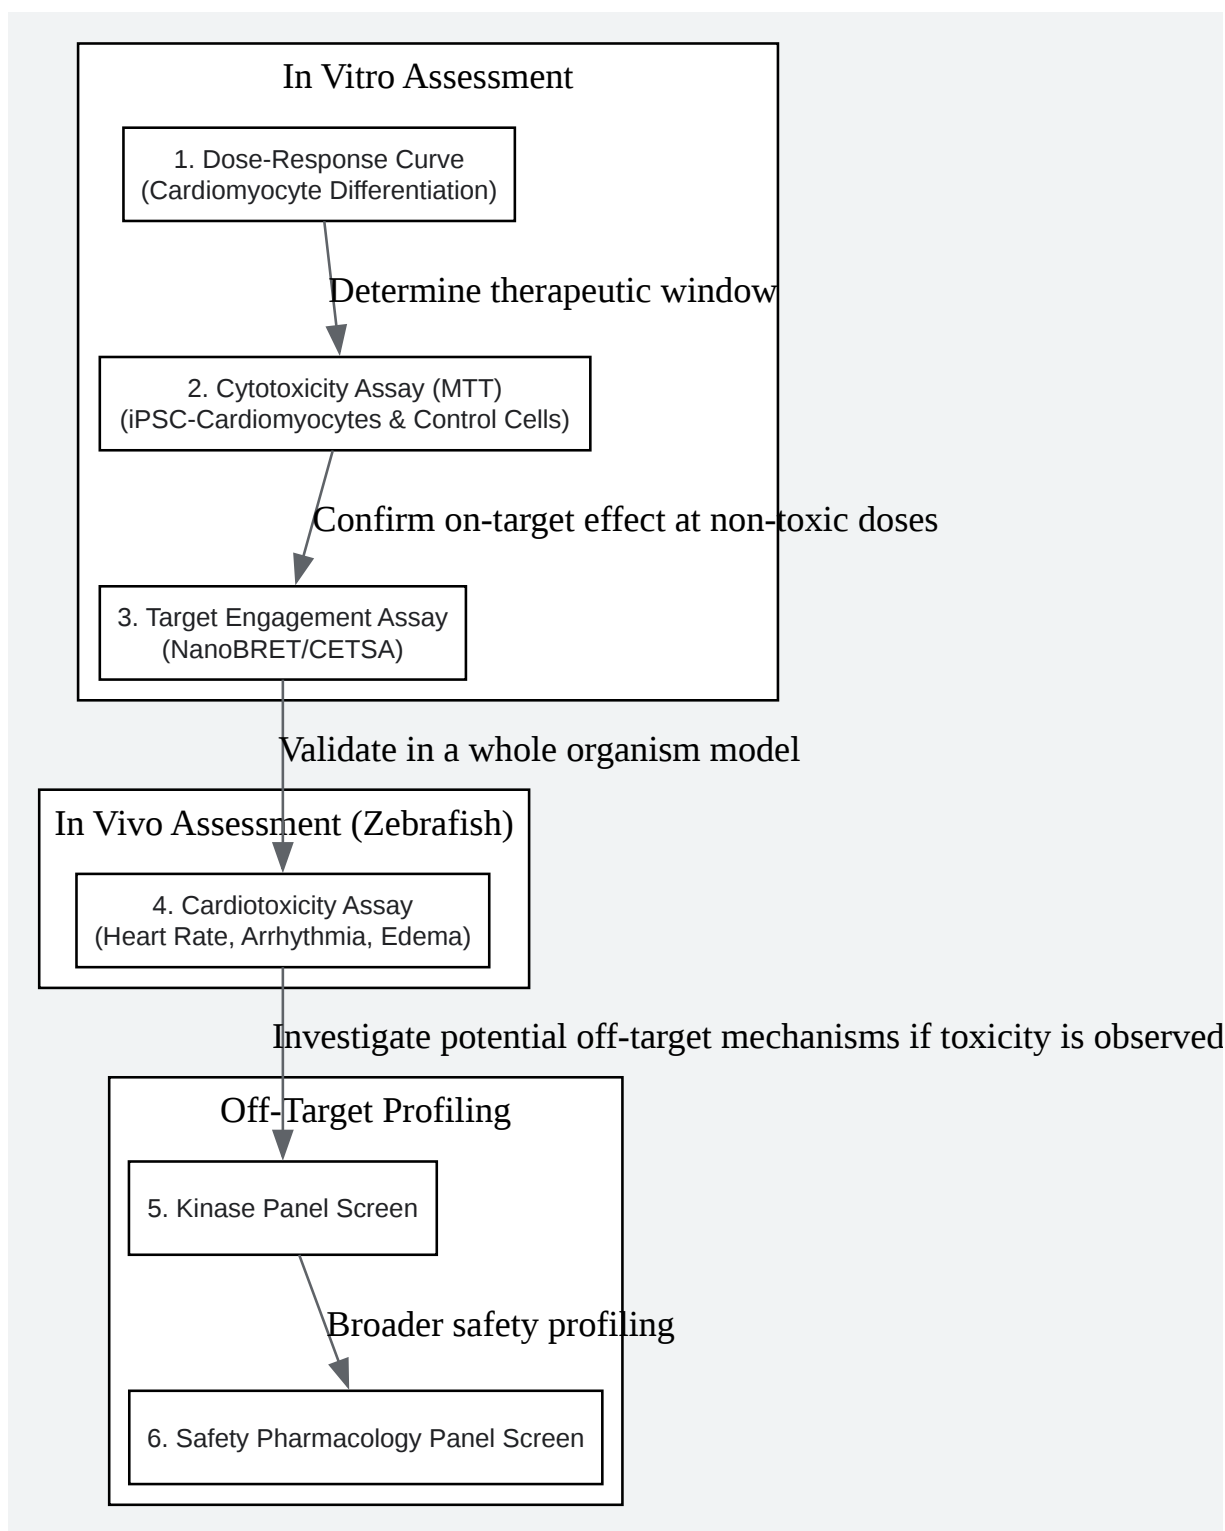 In Vitro Assessment
1. Dose-Response Curve
(Cardiomyocyte Differentiation)
Determine therapeutic window
2. Cytotoxicity Assay (MTT)
(iPSC-Cardiomyocytes & Control Cells)
Confirm on-target effect at non-toxic doses
3. Target Engagement Assay
(NanoBRET/CETSA)
Validate in a whole organism model
In Vivo Assessment (Zebrafish)
4. Cardiotoxicity Assay
(Heart Rate, Arrhythmia, Edema)
Investigate potential off-target mechanisms if toxicity is observed
Off-Target Profiling
5. Kinase Panel Screen
Broader safety profiling
6. Safety Pharmacology Panel Screen